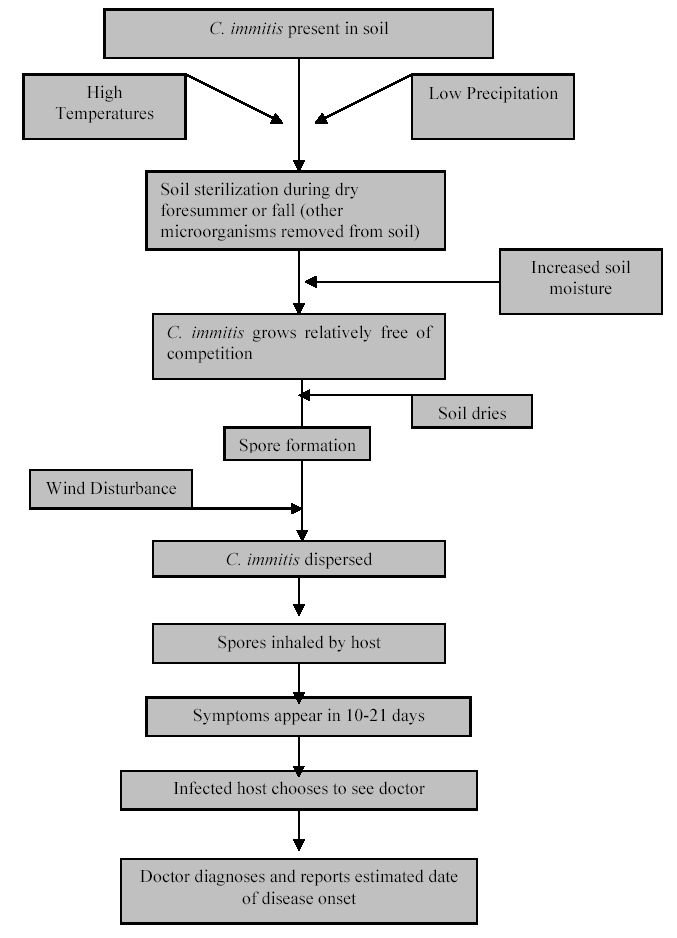 C. immitis present in soil
High
Temperatures
Low Precipitation
Soil sterilization during dry
foresummer or fall (other
microorganisms removed from soil)
Increased soil
moisture
C. immitis grows relatively free of
competition
Soil dries
Spore formation
Wind Disturbance
C. immitis dispersed
Spores inhaled by host
Symptoms appear in 10-21 days
Infected host chooses to see doctor
Doctor diagnoses and reports estimated date
of disease onset